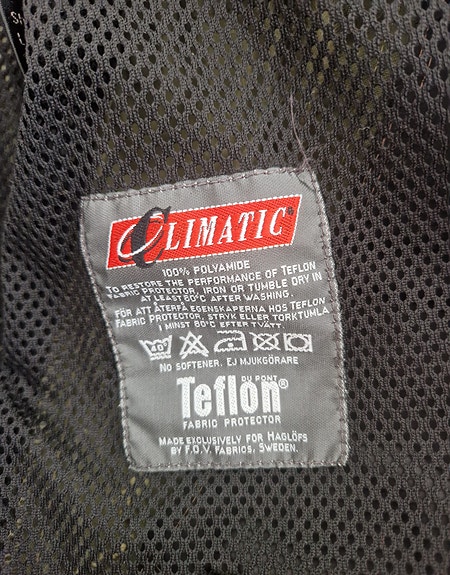 CLIMATIC®
100% POLYAMIDE
TO RESTORE THE PERFORMANCE OF TEFLON
FABRIC PROTECTOR, IRON OR TUMBLE DRY IN
AT LEAST 60°C AFTER WASHING.
FÖR ATT ÅTERFÅ EGENSKAPERNA HOS TEFLON
FABRIC PROTECTOR, STRYK ELLER TORKTUMLA
I MINST 60°C EFTER TVÄTT.
40°
NO SOFTENER. EJ MJUKGÖRARE
DU PONT
Teflon®
FABRIC PROTECTOR
MADE EXCLUSIVELY FOR HAGLÖFS
BY F.O.V. FABRICS, SWEDEN.